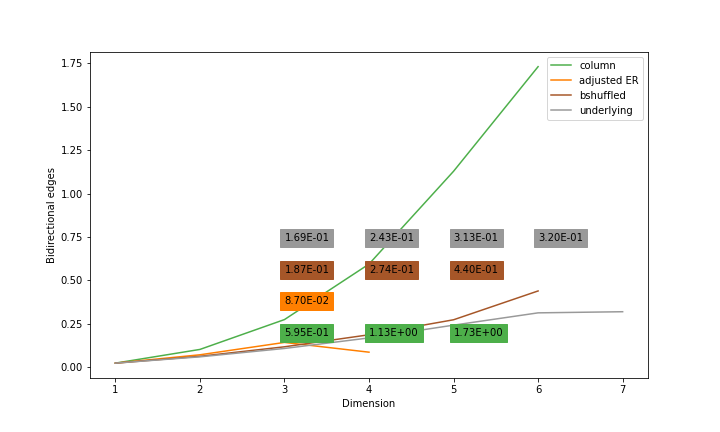 1.75
1.50
1.25
1.00
0.75
0.50
0.25
0.00
Bidirectional edges
column
adjusted ER
bshuffled
underlying
1.69E-01 2.43E-01 3.13E-01 3.20E-01
1.87E-01 2.74E-01 4.40E-01
8.70E-02
5.95E-01 1.13E+00 1.73E+00
1 2 3 4 5 6 7
Dimension